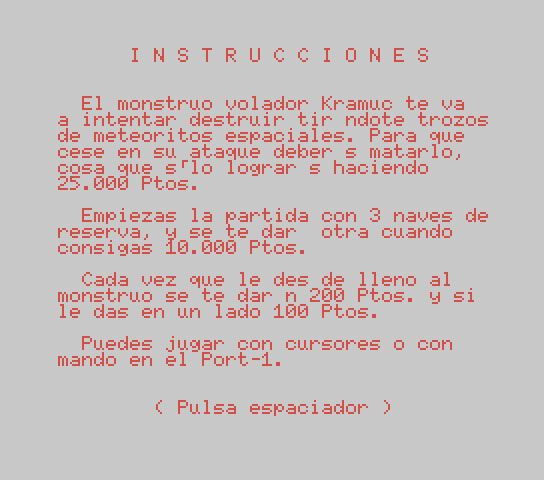 I N S T R U C C I O N E S
El monstruo volador Kramuc te va
a intentar destruir tir ndote trozos
de meteoritos espaciales. Para que
cese en su ataque deber s matarlo,
cosa que s⌈lo lograr s haciendo
25.000 Ptos.
Empiezas la partida con 3 naves de
reserva, y se te dar  otra cuando
consigas 10.000 Ptos.
Cada vez que le des de lleno al
monstruo se te dar n 200 Ptos. y si
le das en un lado 100 Ptos.
Puedes jugar con cursores o con
mando en el Port-1.
( Pulsa espaciador )